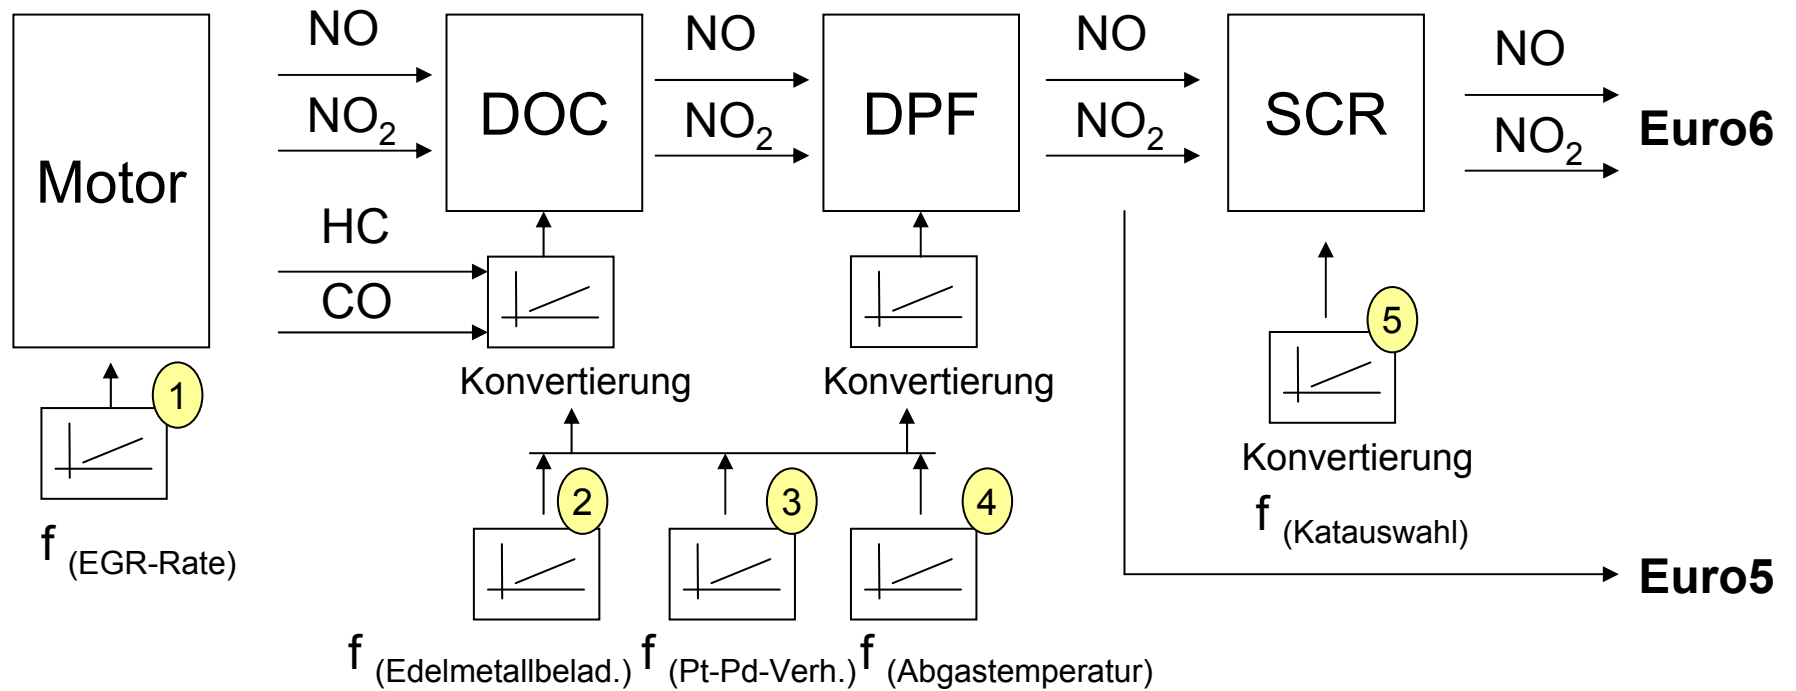 NO
NO
NO
NO
NO2
NO2
NO2
NO2
Motor
DOC
DPF
SCR
Euro6
HC
CO
Konvertierung
Konvertierung
5
1
Konvertierung
f (Katauswahl)
2
3
4
f (EGR-Rate)
Euro5
f (Edelmetallbelad.)
f (Pt-Pd-Verh.)
f (Abgastemperatur)